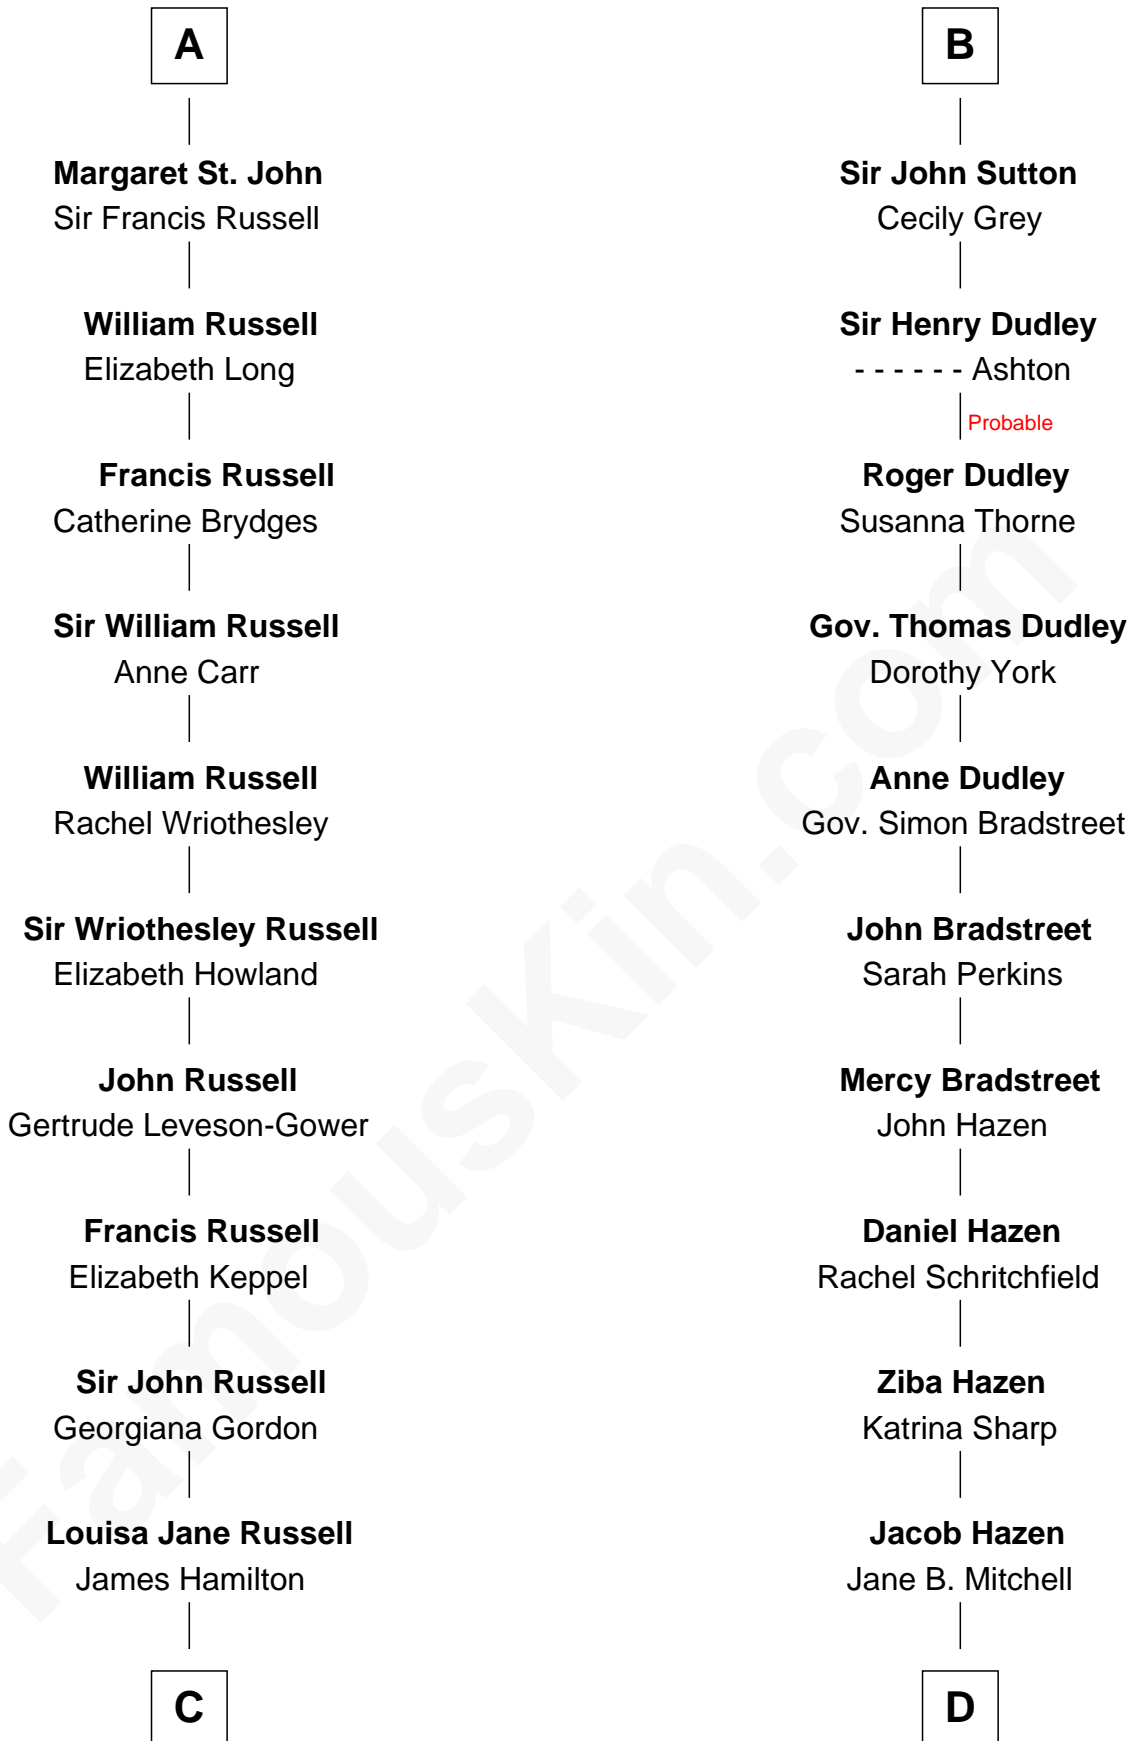 A
Margaret St. John
Sir Francis Russell
William Russell
Elizabeth Long
Francis Russell
Catherine Brydges
Sir William Russell
Anne Carr
William Russell
Rachel Wriothesley
Sir Wriothesley Russell
Elizabeth Howland
John Russell
Gertrude Leveson-Gower
Francis Russell
Elizabeth Keppel
Sir John Russell
Georgiana Gordon
Louisa Jane Russell
James Hamilton
C
B
Sir John Sutton
Cecily Grey
Sir Henry Dudley
- - - - - - Ashton
Probable
Roger Dudley
Susanna Thorne
Gov. Thomas Dudley
Dorothy York
Anne Dudley
Gov. Simon Bradstreet
John Bradstreet
Sarah Perkins
Mercy Bradstreet
John Hazen
Daniel Hazen
Rachel Schritchfield
Ziba Hazen
Katrina Sharp
Jacob Hazen
Jane B. Mitchell
D
FamousKin.com